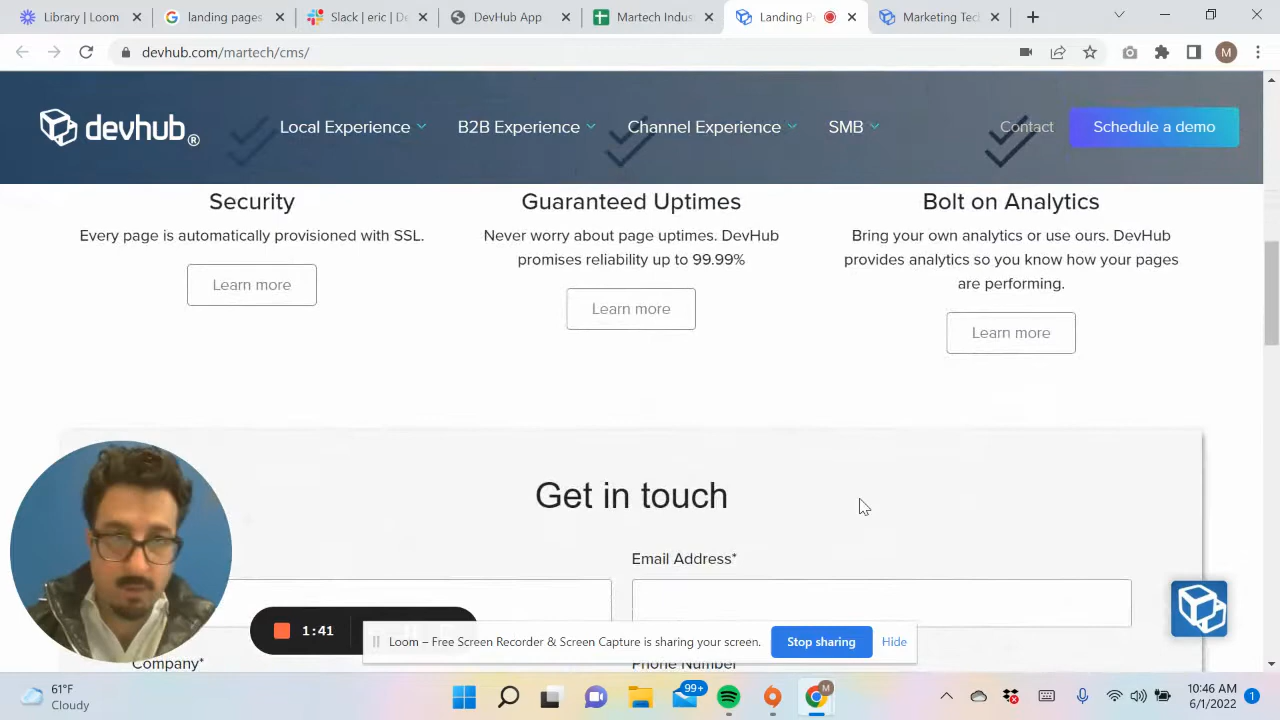 Library | Loom
landing pages
Slack | eric | De
DevHub App
Martech Indus
Landing Pa
Marketing Tec
devhub.com/martech/cms/
M
devhub®
Local Experience
B2B Experience
Channel Experience
SMB
Contact
Schedule a demo
Security
Every page is automatically provisioned with SSL.
Learn more
Guaranteed Uptimes
Never worry about page uptimes. DevHub
promises reliability up to 99.99%
Learn more
Bolt on Analytics
Bring your own analytics or use ours. DevHub
provides analytics so you know how your pages
are performing.
Learn more
Get in touch
Email Address*
1:41
Loom – Free Screen Recorder & Screen Capture is sharing your screen.
Stop sharing
Hide
Company*
Phone Number
61°F
Cloudy
99+
M
10:46 AM
6/1/2022
1